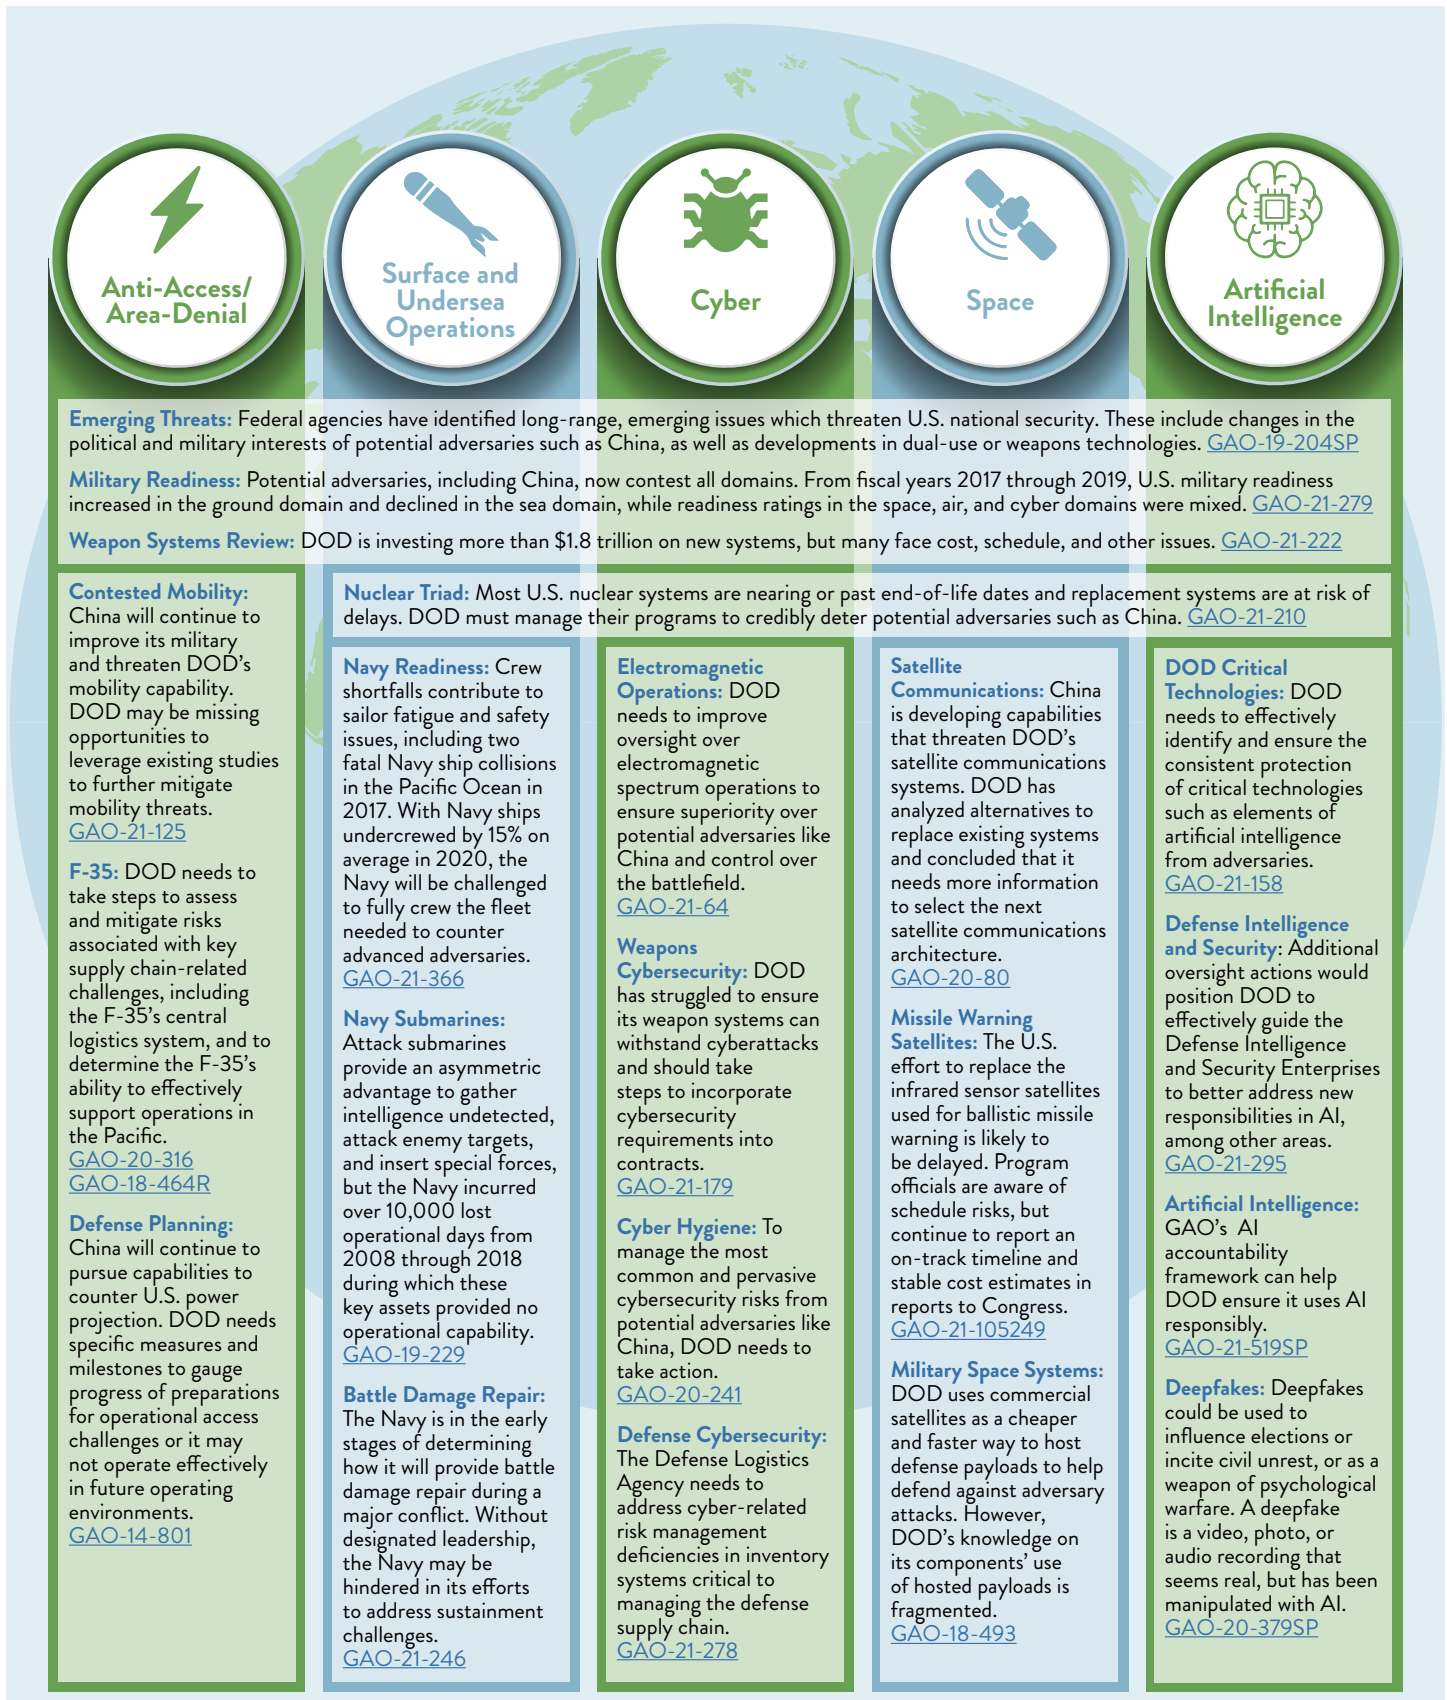 Anti-Access/
Area-Denial
Surface and
Undersea
Operations
Cyber
Space
Artificial
Intelligence
Emerging Threats: Federal agencies have identified long-range, emerging issues which threaten U.S. national security. These include changes in the
political and military interests of potential adversaries such as China, as well as developments in dual-use or weapons technologies. GAO-19-204SP
Military Readiness: Potential adversaries, including China, now contest all domains. From fiscal years 2017 through 2019, U.S. military readiness
increased in the ground domain and declined in the sea domain, while readiness ratings in the space, air, and cyber domains were mixed. GAO-21-279
Weapon Systems Review: DOD is investing more than $1.8 trillion on new systems, but many face cost, schedule, and other issues. GAO-21-222
Contested Mobility:
China will continue to
improve its military
and threaten DOD's
mobility capability.
DOD may be missing
opportunities to
leverage existing studies
to further mitigate
mobility threats.
GAO-21-125
F-35: DOD needs to
take steps to assess
and mitigate risks
associated with key
supply chain-related
challenges, including
the F-35's central
logistics system, and to
determine the F-35's
ability to effectively
support operations in
the Pacific.
GAO-20-316
GAO-18-464R
Defense Planning:
China will continue to
pursue capabilities to
counter U.S. power
projection. DOD needs
specific measures and
milestones to gauge
progress of preparations
for operational access
challenges or it may
not operate effectively
in future operating
environments.
GAO-14-801
Nuclear Triad: Most U.S. nuclear systems are nearing or past end-of-life dates and replacement systems are at risk of
delays. DOD must manage their programs to credibly deter potential adversaries such as China. GAO-21-210
Navy Readiness: Crew
shortfalls contribute to
sailor fatigue and safety
issues, including two
fatal Navy ship collisions
in the Pacific Ocean in
2017. With Navy ships
undercrewed by 15% on
average in 2020, the
Navy will be challenged
to fully crew the fleet
needed to counter
advanced adversaries.
GAO-21-366
Navy Submarines:
Attack submarines
provide an asymmetric
advantage to gather
intelligence undetected,
attack enemy targets,
and insert special forces,
but the Navy incurred
over 10,000 lost
operational days from
2008 through 2018
during which these
key assets provided no
operational capability.
GAO-19-229
Battle Damage Repair:
The Navy is in the early
stages of determining
how it will provide battle
damage repair during a
major conflict. Without
designated leadership,
the Navy may be
hindered in its efforts
to address sustainment
challenges.
GAO-21-246
Electromagnetic
Operations: DOD
needs to improve
oversight over
electromagnetic
spectrum operations to
ensure superiority over
potential adversaries like
China and control over
the battlefield.
GAO-21-64
Weapons
Cybersecurity: DOD
has struggled to ensure
its weapon systems can
withstand cyberattacks
and should take
steps to incorporate
cybersecurity
requirements into
contracts.
GAO-21-179
Cyber Hygiene: To
manage the most
common and pervasive
cybersecurity risks from
potential adversaries like
China, DOD needs to
take action.
GAO-20-241
Defense Cybersecurity:
The Defense Logistics
Agency needs to
address cyber-related
risk management
deficiencies in inventory
systems critical to
managing the defense
supply chain.
GAO-21-278
Satellite
Communications: China
is developing capabilities
that threaten DOD's
satellite communications
systems. DOD has
analyzed alternatives to
replace existing systems
and concluded that it
needs more information
to select the next
satellite communications
architecture.
GAO-20-80
Missile Warning
Satellites: The U.S.
effort to replace the
infrared sensor satellites
used for ballistic missile
warning is likely to
be delayed. Program
officials are aware of
schedule risks, but
continue to report an
on-track timeline and
stable cost estimates in
reports to Congress.
GAO-21-105249
Military Space Systems:
DOD uses commercial
satellites as a cheaper
and faster way to host
defense payloads to help
defend against adversary
attacks. However,
DOD's knowledge on
its components' use
of hosted payloads is
fragmented.
GAO-18-493
DOD Critical
Technologies: DOD
needs to effectively
identify and ensure the
consistent protection
of critical technologies
such as elements of
artificial intelligence
from adversaries.
GAO-21-158
Defense Intelligence
and Security: Additional
oversight actions would
position DOD to
effectively guide the
Defense Intelligence
and Security Enterprises
to better address new
responsibilities in AI,
among other areas.
GAO-21-295
Artificial Intelligence:
GAO's AI
accountability
framework can help
DOD ensure it uses AI
responsibly.
GAO-21-519SP
Deepfakes: Deepfakes
could be used to
influence elections or
incite civil unrest, or as a
weapon of psychological
warfare. A deepfake
is a video, photo, or
audio recording that
seems real, but has been
manipulated with AI.
GAO-20-379SP